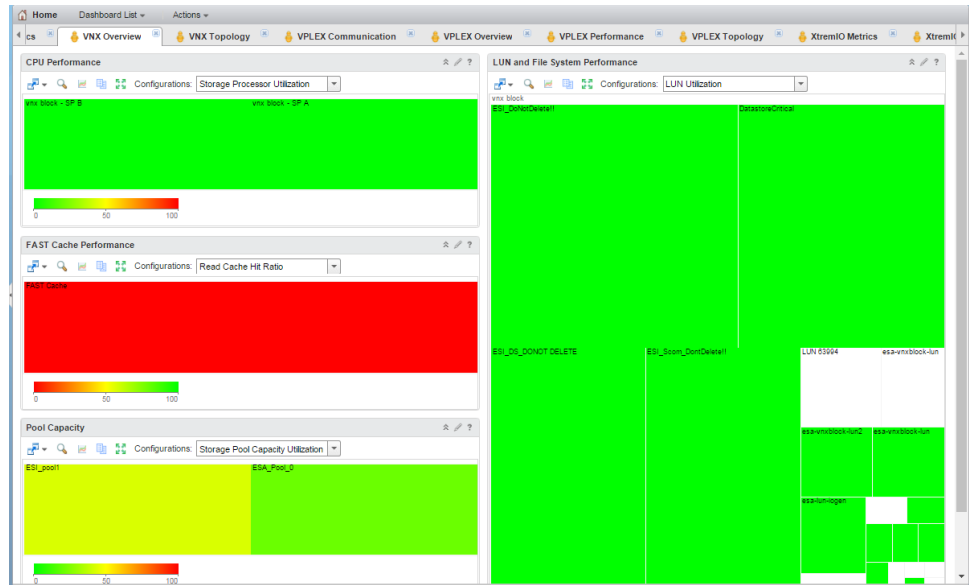 Home Dashboard List Actions
cs VNX Overview VNX Topology VPLEX Communication VPLEX Overview VPLEX Performance VPLEX Topology XtremIO Metrics XtremIO
CPU Performance ?
Configurations: Storage Processor Utilization
vnx block - SP B vnx block - SP A
0 50 100
FAST Cache Performance ?
Configurations: Read Cache Hit Ratio
FAST Cache
0 50 100
Pool Capacity ?
Configurations: Storage Pool Capacity Utilization
ESI_pool1 ESA_Pool_0
0 50 100
LUN and File System Performance ?
Configurations: LUN Utilization
vnx block
ESI_DoNotDelete!! DatastoreCritical
ESI_DS_DONOT DELETE ESI_Scom_DontDelete!! LUN 63994 esa-vnxblock-lun
esa-vnxblock-lun2 esa-vnxblock-lun
esa-lun-logen